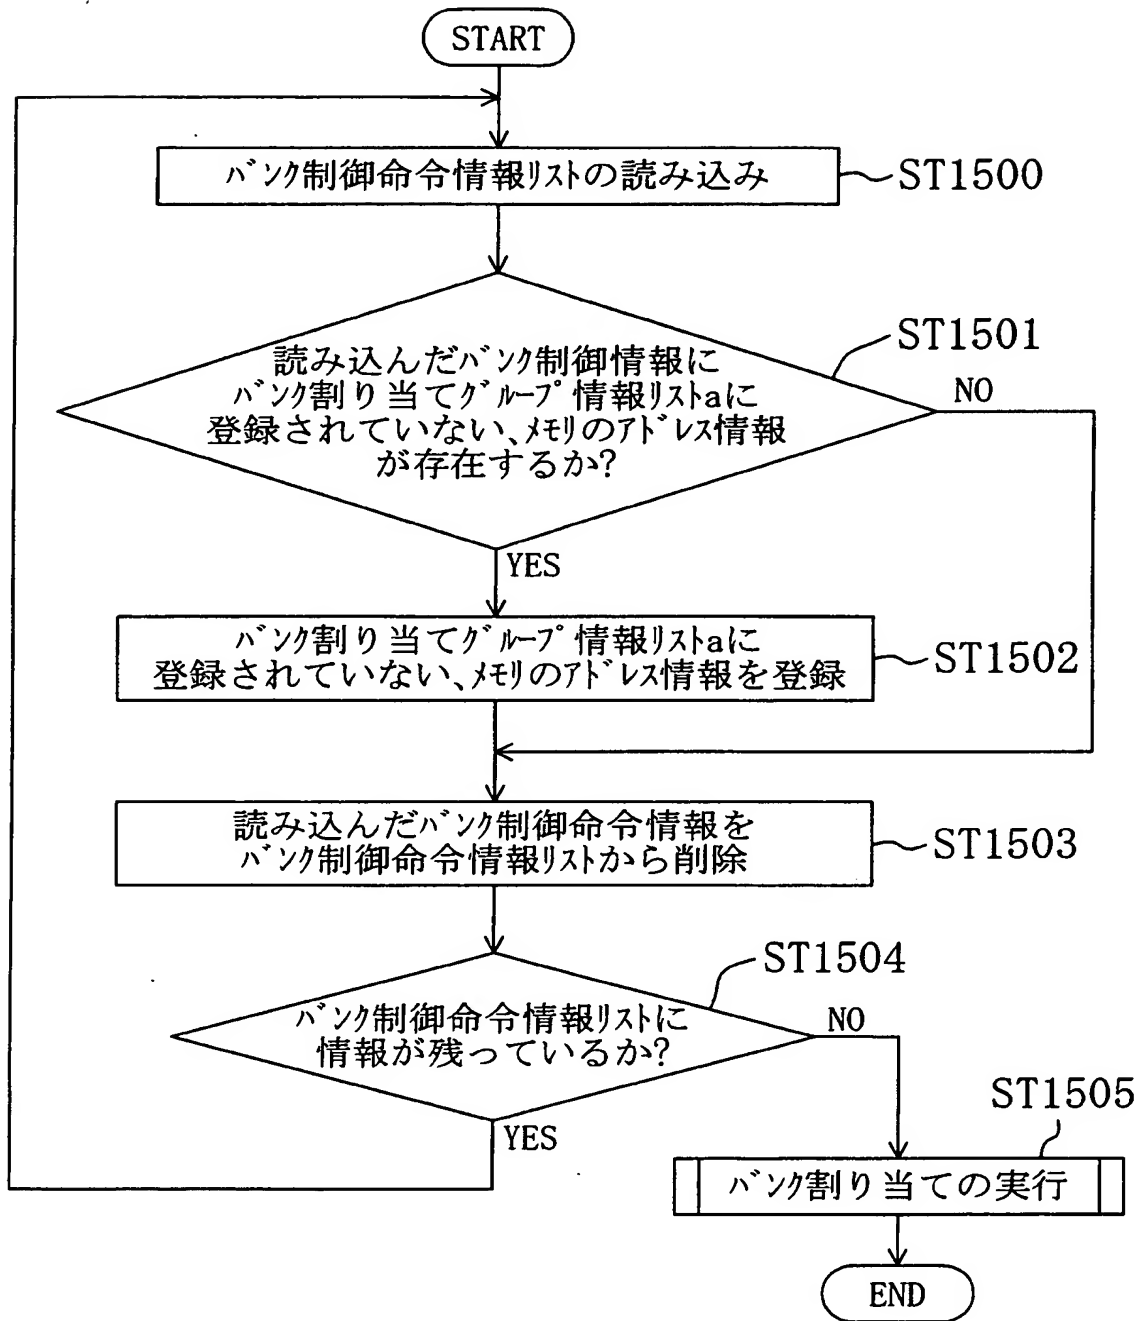 START
バンク制御命令情報リストの読み込み
ST1500
ST1501
読み込んだバンク制御情報に
バンク割り当てグループ情報リストaに
登録されていない、メモリのアドレス情報
が存在するか?
NO
YES
バンク割り当てグループ情報リストaに
登録されていない、メモリのアドレス情報を登録
ST1502
読み込んだバンク制御命令情報を
バンク制御命令情報リストから削除
ST1503
ST1504
バンク制御命令情報リストに
情報が残っているか?
NO
YES
ST1505
バンク割り当ての実行
END